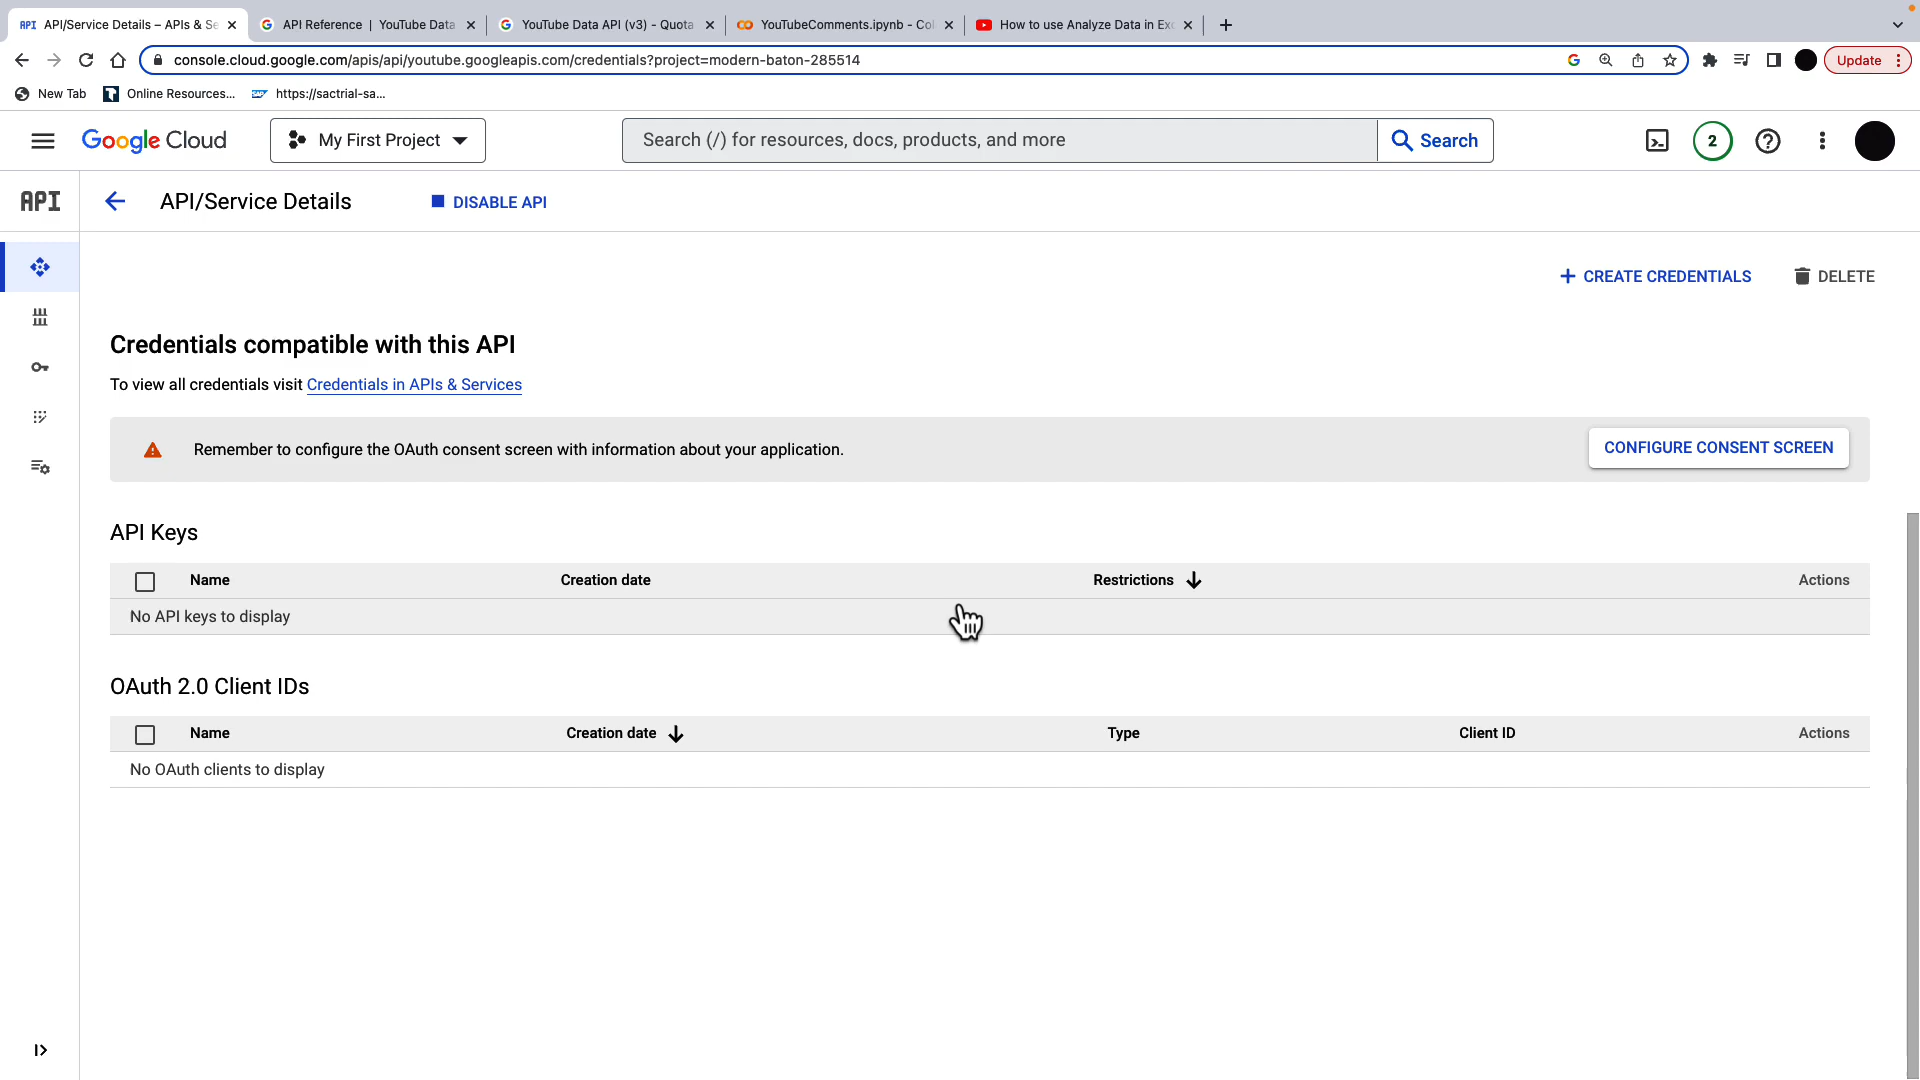 API API/Service Details – APIs & Se
API Reference | YouTube Data
YouTube Data API (v3) - Quota
YouTubeComments.ipynb - Col
How to use Analyze Data in Exc
console.cloud.google.com/apis/api/youtube.googleapis.com/credentials?project=modern-baton-285514
Update
New Tab
Online Resources...
https://sactrial-sa...
Google Cloud
My First Project
Search (/) for resources, docs, products, and more
Search
2
API
API/Service Details
DISABLE API
CREATE CREDENTIALS
DELETE
Credentials compatible with this API
To view all credentials visit Credentials in APIs & Services
Remember to configure the OAuth consent screen with information about your application.
CONFIGURE CONSENT SCREEN
API Keys
Name Creation date Restrictions Actions
No API keys to display
OAuth 2.0 Client IDs
Name Creation date Type Client ID Actions
No OAuth clients to display